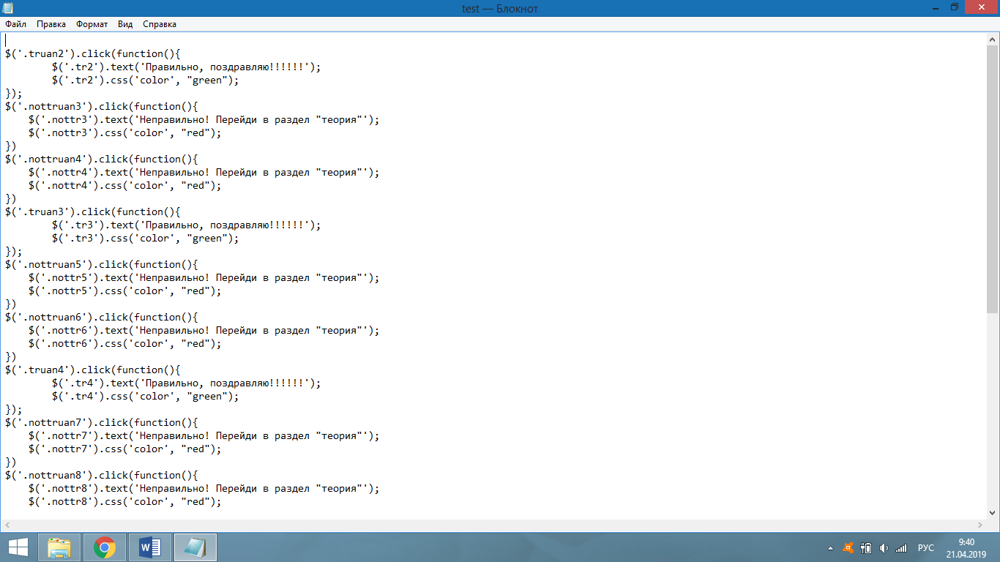 test — Блокнот
Файл Правка Формат Вид Справка
$('.truan2').click(function(){
        $('.tr2').text('Правильно, поздравляю!!!!!!');
        $('.tr2').css('color', "green");
});
$('.nottruan3').click(function(){
    $('.nottr3').text('Неправильно! Перейди в раздел "теория"');
    $('.nottr3').css('color', "red");
})
$('.nottruan4').click(function(){
    $('.nottr4').text('Неправильно! Перейди в раздел "теория"');
    $('.nottr4').css('color', "red");
})
$('.truan3').click(function(){
        $('.tr3').text('Правильно, поздравляю!!!!!!');
        $('.tr3').css('color', "green");
});
$('.nottruan5').click(function(){
    $('.nottr5').text('Неправильно! Перейди в раздел "теория"');
    $('.nottr5').css('color', "red");
})
$('.nottruan6').click(function(){
    $('.nottr6').text('Неправильно! Перейди в раздел "теория"');
    $('.nottr6').css('color', "red");
})
$('.truan4').click(function(){
        $('.tr4').text('Правильно, поздравляю!!!!!!');
        $('.tr4').css('color', "green");
});
$('.nottruan7').click(function(){
    $('.nottr7').text('Неправильно! Перейди в раздел "теория"');
    $('.nottr7').css('color', "red");
})
$('.nottruan8').click(function(){
    $('.nottr8').text('Неправильно! Перейди в раздел "теория"');
    $('.nottr8').css('color', "red");
РУС
9:40
21.04.2019